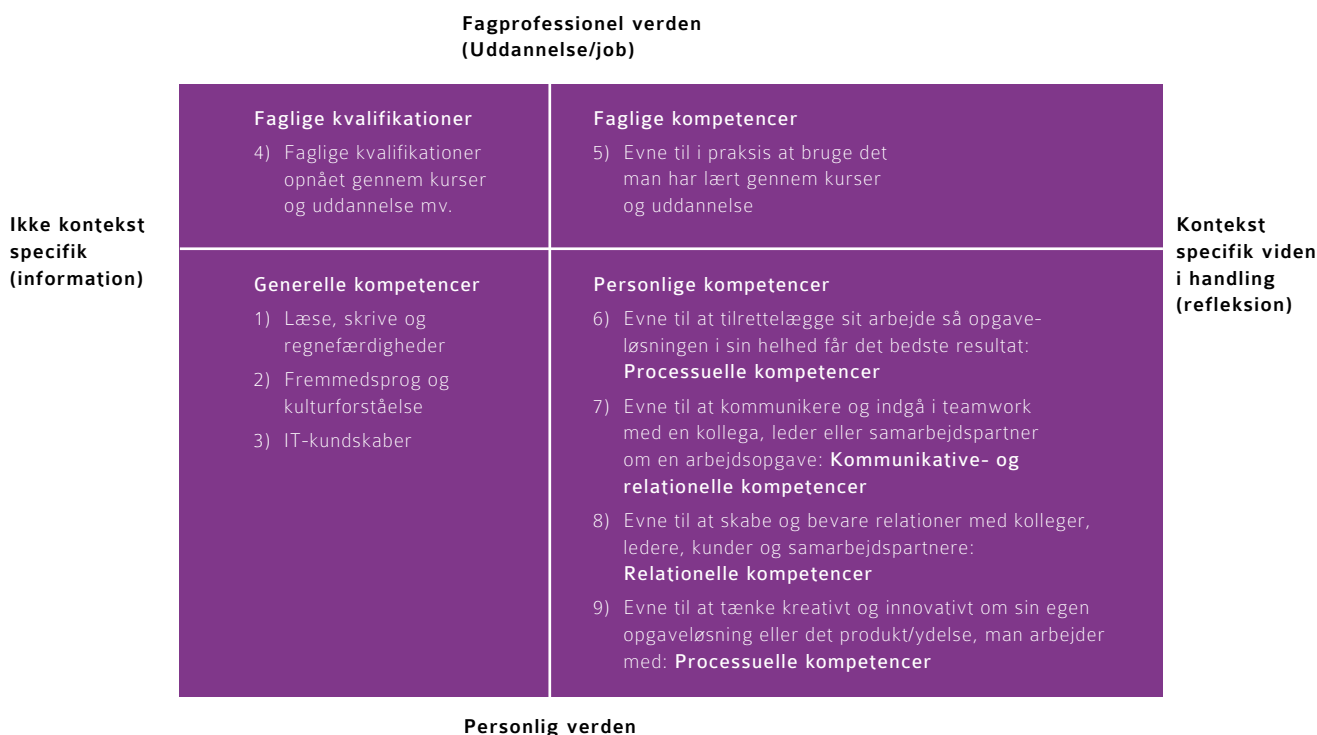 Fagprofessionel verden
(Uddannelse/job)
Faglige kvalifikationer
4) Faglige kvalifikationer
opnået gennem kurser
og uddannelse mv.
Faglige kompetencer
5) Evne til i praksis at bruge det
man har lært gennem kurser
og uddannelse
Ikke kontekst
specifik
(information)
Kontekst
specifik viden
i handling
(refleksion)
Generelle kompetencer
1) Læse, skrive og
regnefærdigheder
2) Fremmedsprog og
kulturforståelse
3) IT-kundskaber
Personlige kompetencer
6) Evne til at tilrettelægge sit arbejde så opgave-
løsningen i sin helhed får det bedste resultat:
Processuelle kompetencer
7) Evne til at kommunikere og indgå i teamwork
med en kollega, leder eller samarbejdspartner
om en arbejdsopgave: Kommunikative- og
relationelle kompetencer
8) Evne til at skabe og bevare relationer med kolleger,
ledere, kunder og samarbejdspartnere:
Relationelle kompetencer
9) Evne til at tænke kreativt og innovativt om sin egen
opgaveløsning eller det produkt/ydelse, man arbejder
med: Processuelle kompetencer
Personlig verden